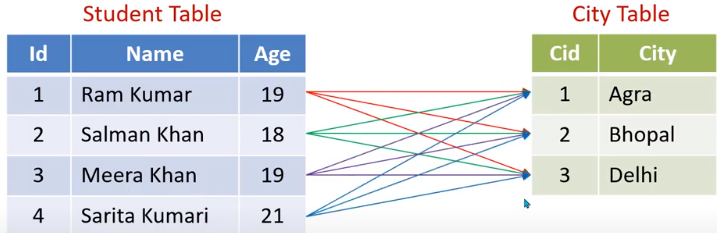 Student Table
City Table
Id Name Age
Cid City
1 Ram Kumar 19
1 Agra
2 Salman Khan 18
2 Bhopal
3 Meera Khan 19
3 Delhi
4 Sarita Kumari 21